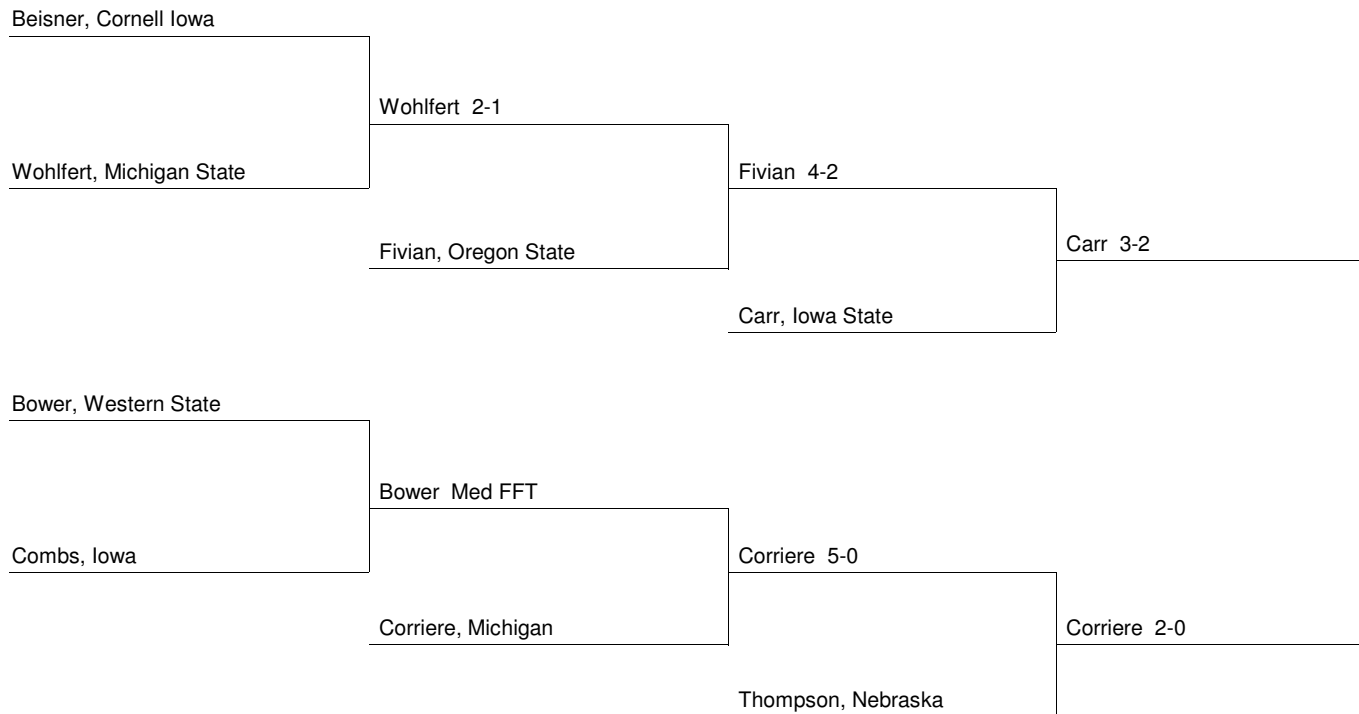 Beisner, Cornell Iowa
Wohlfert  2-1
Wohlfert, Michigan State
Fivian  4-2
Fivian, Oregon State
Carr  3-2
Carr, Iowa State
Bower, Western State
Bower  Med FFT
Combs, Iowa
Corriere  5-0
Corriere, Michigan
Corriere  2-0
Thompson, Nebraska